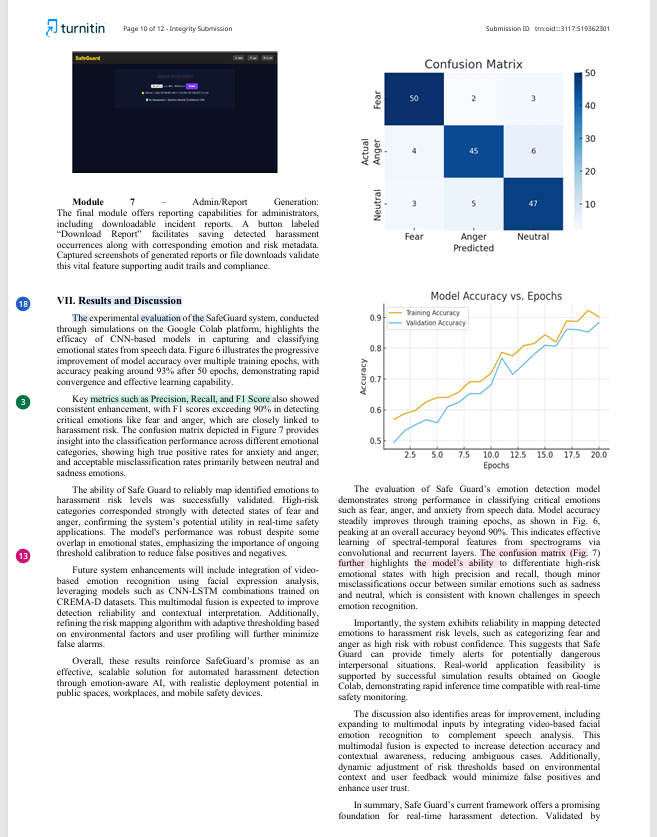 turnitin
Page 10 of 12 - Integrity Submission
Submission ID trn:oid:::3117:519362301
SafeGuard
Module 7 – Admin/Report Generation:
The final module offers reporting capabilities for administrators,
including downloadable incident reports. A button labeled
“Download Report” facilitates saving detected harassment
occurrences along with corresponding emotion and risk metadata.
Captured screenshots of generated reports or file downloads validate
this vital feature supporting audit trails and compliance.
18
VII. Results and Discussion
The experimental evaluation of the SafeGuard system, conducted
through simulations on the Google Colab platform, highlights the
efficacy of CNN-based models in capturing and classifying
emotional states from speech data. Figure 6 illustrates the progressive
improvement of model accuracy over multiple training epochs, with
accuracy peaking around 93% after 50 epochs, demonstrating rapid
convergence and effective learning capability.
3
Key metrics such as Precision, Recall, and F1 Score also showed
consistent enhancement, with F1 scores exceeding 90% in detecting
critical emotions like fear and anger, which are closely linked to
harassment risk. The confusion matrix depicted in Figure 7 provides
insight into the classification performance across different emotional
categories, showing high true positive rates for anxiety and anger,
and acceptable misclassification rates primarily between neutral and
sadness emotions.
The ability of Safe Guard to reliably map identified emotions to
harassment risk levels was successfully validated. High-risk
categories corresponded strongly with detected states of fear and
anger, confirming the system’s potential utility in real-time safety
applications. The model's performance was robust despite some
overlap in emotional states, emphasizing the importance of ongoing
threshold calibration to reduce false positives and negatives.
13
Future system enhancements will include integration of video-
based emotion recognition using facial expression analysis,
leveraging models such as CNN-LSTM combinations trained on
CREMA-D datasets. This multimodal fusion is expected to improve
detection reliability and contextual interpretation. Additionally,
refining the risk mapping algorithm with adaptive thresholding based
on environmental factors and user profiling will further minimize
false alarms.
Overall, these results reinforce SafeGuard’s promise as an
effective, scalable solution for automated harassment detection
through emotion-aware AI, with realistic deployment potential in
public spaces, workplaces, and mobile safety devices.
Confusion Matrix
Actual
Fear
50 2 3
Anger
4 45 6
Neutral
3 5 47
Fear Anger Neutral
Predicted
50
40
30
20
10
Model Accuracy vs. Epochs
Training Accuracy
Validation Accuracy
Accuracy
0.9
0.8
0.7
0.6
0.5
2.5 5.0 7.5 10.0 12.5 15.0 17.5 20.0
Epochs
The evaluation of Safe Guard's emotion detection model
demonstrates strong performance in classifying critical emotions
such as fear, anger, and anxiety from speech data. Model accuracy
steadily improves through training epochs, as shown in Fig. 6,
peaking at an overall accuracy beyond 90%. This indicates effective
learning of spectral-temporal features from spectrograms via
convolutional and recurrent layers. The confusion matrix (Fig. 7)
further highlights the model’s ability to differentiate high-risk
emotional states with high precision and recall, though minor
misclassifications occur between similar emotions such as sadness
and neutral, which is consistent with known challenges in speech
emotion recognition.
Importantly, the system exhibits reliability in mapping detected
emotions to harassment risk levels, such as categorizing fear and
anger as high risk with robust confidence. This suggests that Safe
Guard can provide timely alerts for potentially dangerous
interpersonal situations. Real-world application feasibility is
supported by successful simulation results obtained on Google
Colab, demonstrating rapid inference time compatible with real-time
safety monitoring.
The discussion also identifies areas for improvement, including
expanding to multimodal inputs by integrating video-based facial
emotion recognition to complement speech analysis. This
multimodal fusion is expected to increase detection accuracy and
contextual awareness, reducing ambiguous cases. Additionally,
dynamic adjustment of risk thresholds based on environmental
context and user feedback would minimize false positives and
enhance user trust.
In summary, Safe Guard’s current framework offers a promising
foundation for real-time harassment detection. Validated by